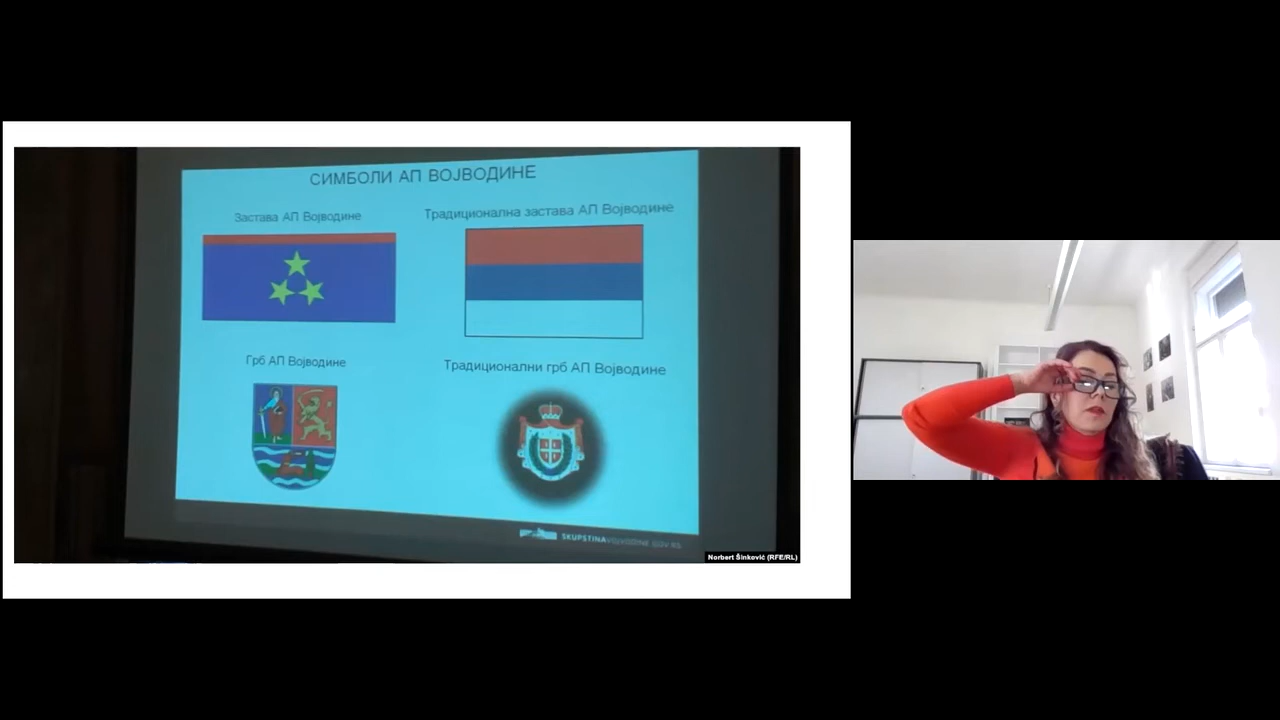 СИМБОЛИ АП ВОЈВОДИНЕ
Застава АП Војводине
Традиционална застава АП Војводине
Грб АП Војводине
Традиционални грб АП Војводине
SKUPSTINAVOJVODINE.GOV.RS
Norbert Šinković (RFE/RL)